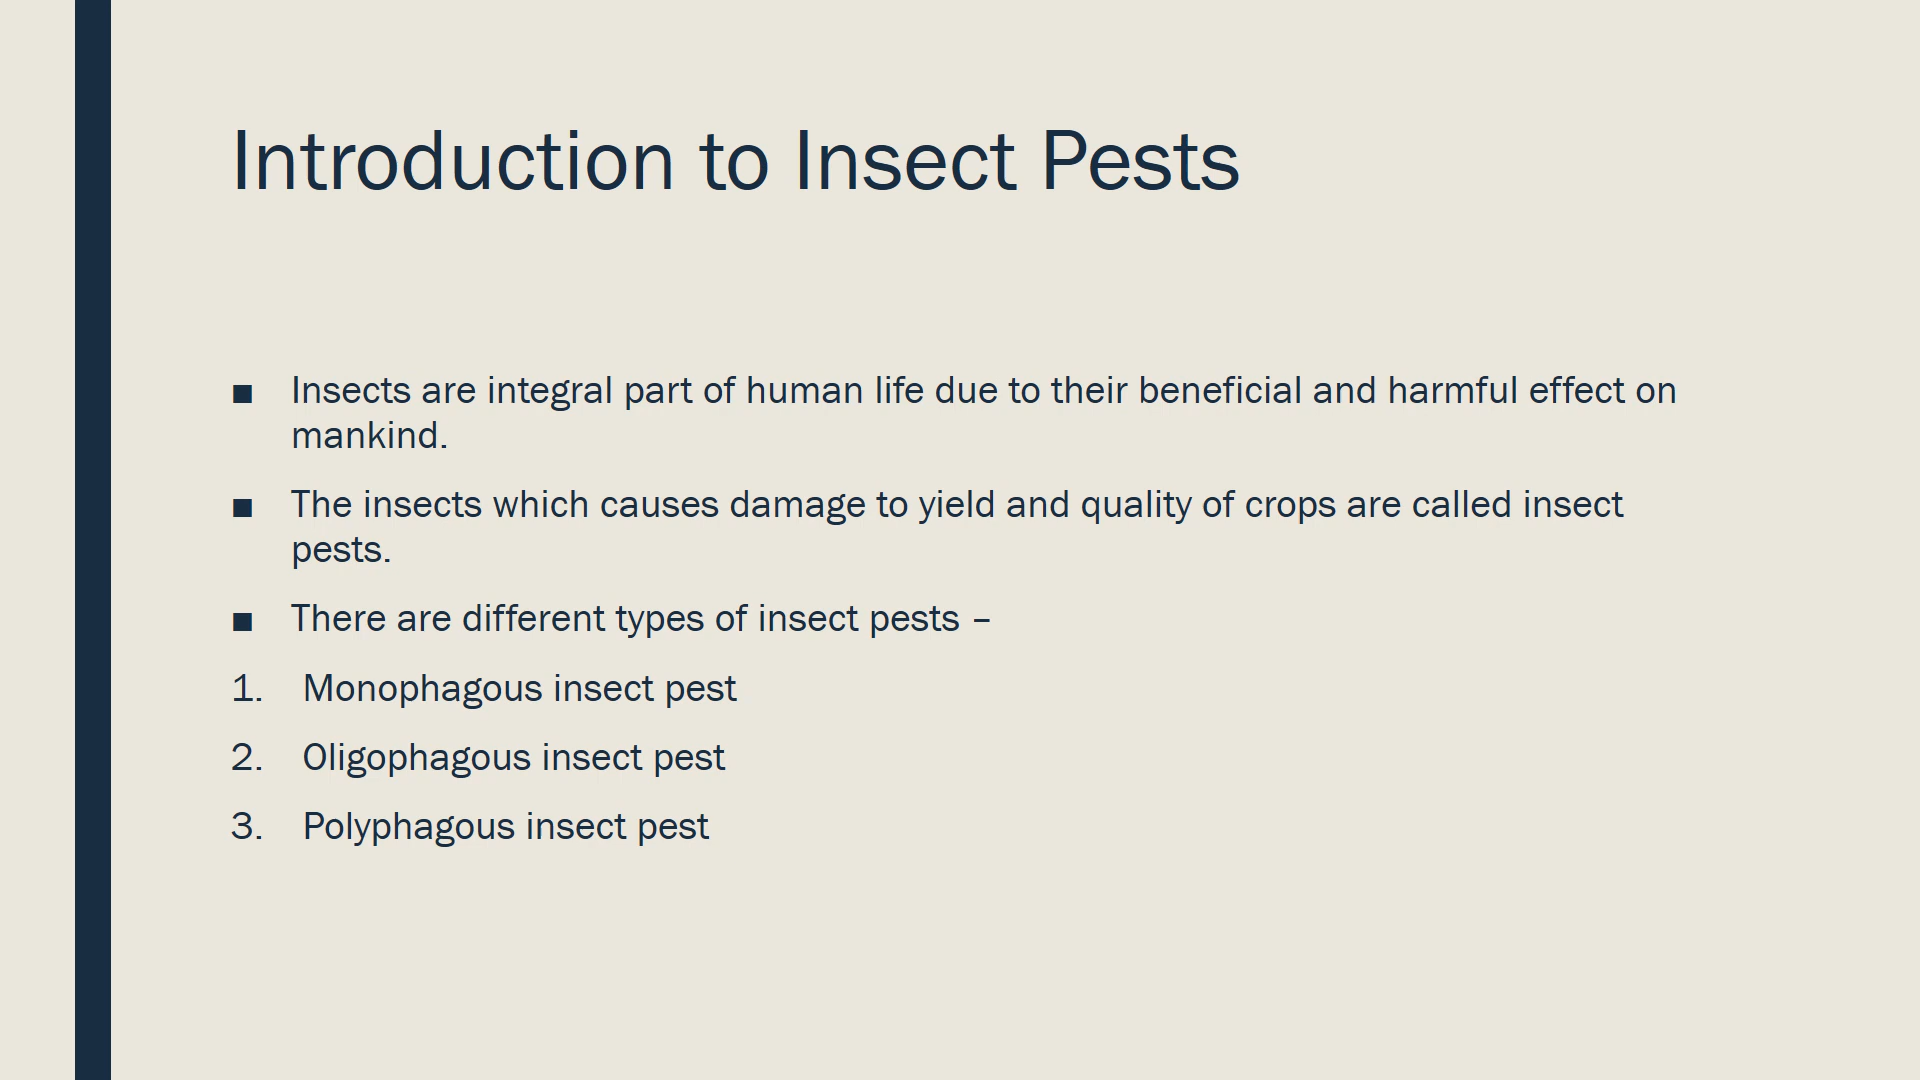 Introduction to Insect Pests
■ Insects are integral part of human life due to their beneficial and harmful effect on
mankind.
■ The insects which causes damage to yield and quality of crops are called insect
pests.
■ There are different types of insect pests –
1. Monophagous insect pest
2. Oligophagous insect pest
3. Polyphagous insect pest